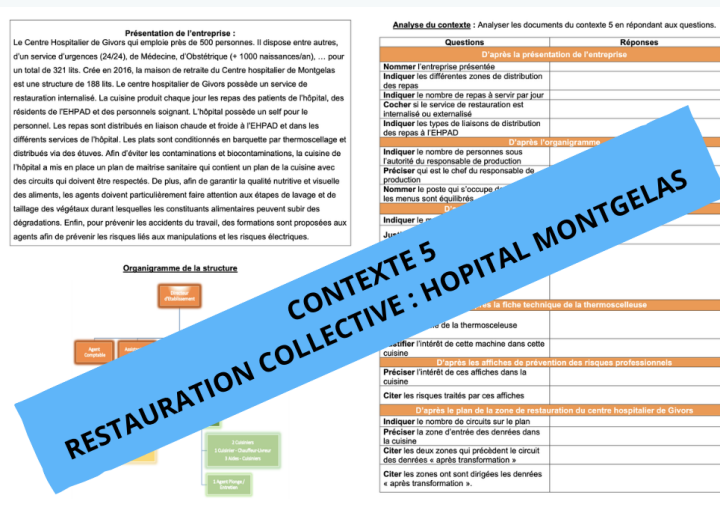 Présentation de l'entreprise :
Le Centre Hospitalier de Givors qui emploie près de 500 personnes. Il dispose entre autres,
d'un service d'urgences (24/24), de Médecine, d'Obstétrique (+ 1000 naissances/an), … pour
un total de 321 lits. Crée en 2016, la maison de retraite du Centre hospitalier de Montgelas
est une structure de 188 lits. Le centre hospitalier de Givors possède un service de
restauration internalisé. La cuisine produit chaque jour les repas des patients de l'hôpital, des
résidents de l'EHPAD et des personnels soignant. L'hôpital possède un self pour le
personnel. Les repas sont distribués en liaison chaude et froide à l'EHPAD et dans les
différents services de l'hôpital. Les plats sont conditionnés en barquette par thermoscellage et
distribués via des étuves. Afin d'éviter les contaminations et biocontaminations, la cuisine de
l'hôpital a mis en place un plan de maitrise sanitaire qui contient un plan de la cuisine avec
des circuits qui doivent être respectés. De plus, afin de garantir la qualité nutritive et visuelle
des aliments, les agents doivent particulièrement faire attention aux étapes de lavage et de
taillage des végétaux durant lesquelles les constituants alimentaires peuvent subir des
dégradations. Enfin, pour prévenir les accidents du travail, des formations sont proposées aux
agents afin de prévenir les risques liés aux manipulations et les risques électriques.
Organigramme de la structure
Directeur
d'Etablissement
Agent
Comptable
2 Cuisiniers
1 Cuisinier - Chauffeur-Livreur
1 Agent Plonge /
Entretien
Analyse du contexte : Analyser les documents du contexte 5 en répondant aux questions.
Questions Réponses
D'après la présentation de l'entreprise
Nommer l'entreprise présentée
Indiquer les différentes zones de distribution
des repas
Indiquer le nombre de repas à servir par jour
Cocher si le service de restauration est
internalisé ou externalisé
Indiquer les types de liaisons de distribution
des repas à l'EHPAD
D'après l'organigramme
Indiquer le nombre de personnes sous
l'autorité du responsable de production
Préciser qui est le chef du responsable de
production
Nommer le poste qui s'occupe
les menus sont équilibrés
Indiquer le
la fiche technique de la thermoscelleuse
de la thermosceleuse
l'intérêt de cette machine dans cette
cuisine
D'après les affiches de prévention des risques professionnels
Préciser l'intérêt de ces affiches dans la
cuisine
Citer les risques traités par ces affiches
D'après le plan de la zone de restauration du centre hospitalier de Givors
Indiquer le nombre de circuits sur le plan
Préciser la zone d'entrée des denrées dans
la cuisine
Citer les deux zones qui précèdent le circuit
des denrées « après transformation »
Citer les zones ont sont dirigées les denrées
« après transformation ».
CONTEXTE 5
RESTAURATION COLLECTIVE : HOPITAL MONTGELAS